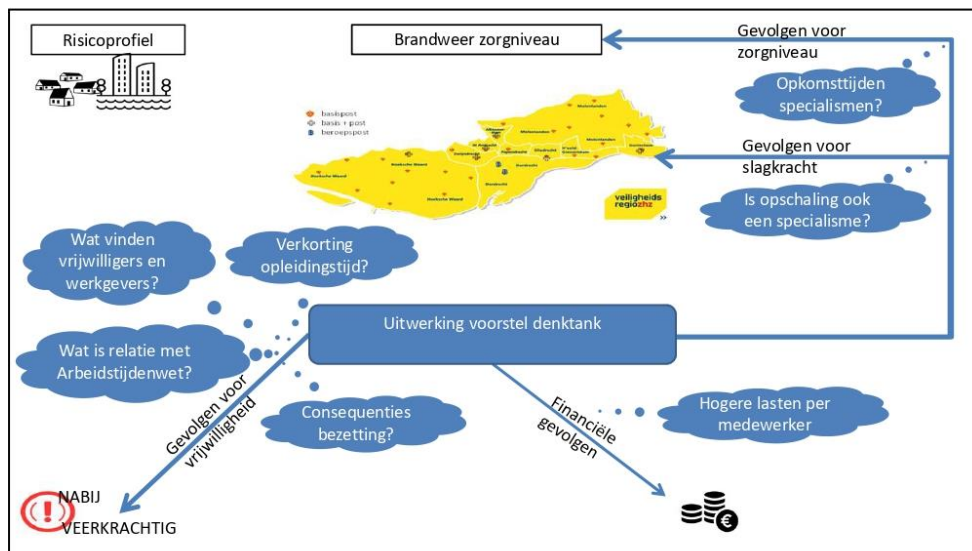 Risicoprofiel
Brandweer zorgniveau
Gevolgen voor
zorgniveau
Opkomsttijden
specialismen?
basispost
basis + post
beroepspost
Gevolgen voor
slagkracht
Is opschaling ook
een specialisme?
veiligheids
regiozhz
Wat vinden
vrijwilligers en
werkgevers?
Verkorting
opleidingstijd?
Uitwerking voorstel denktank
Wat is relatie met
Arbeidstijdenwet?
Gevolgen voor
vrijwilligheid
Consequenties
bezetting?
Financiële
gevolgen
Hogere lasten per
medewerker
NABIJ
VEERKRACHTIG